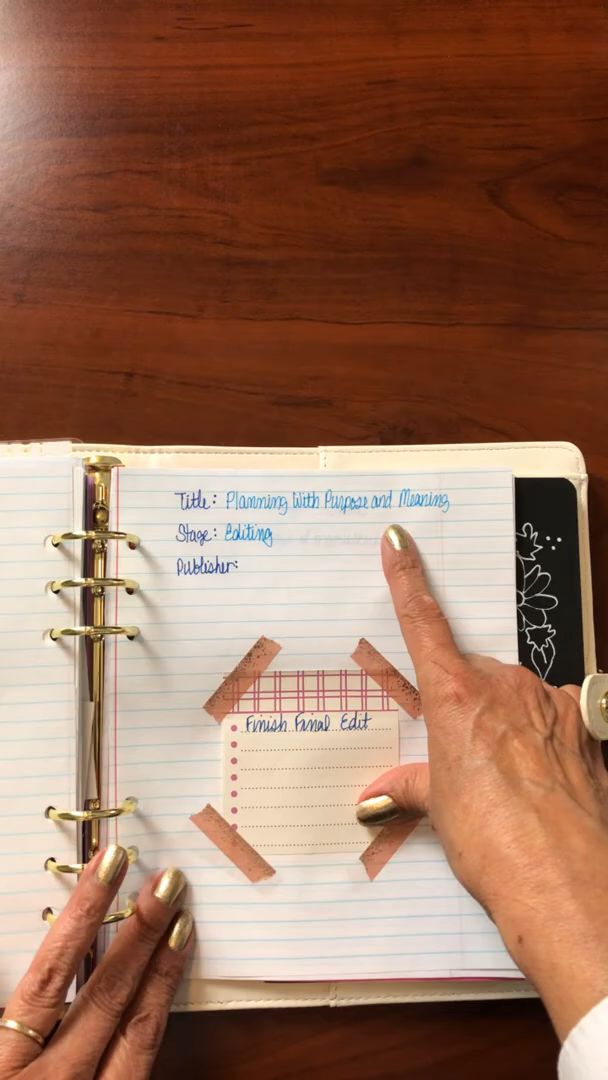 Title: Planning With Purpose and Meaning
Stage: Editing
Publisher:
Finish Final Edit